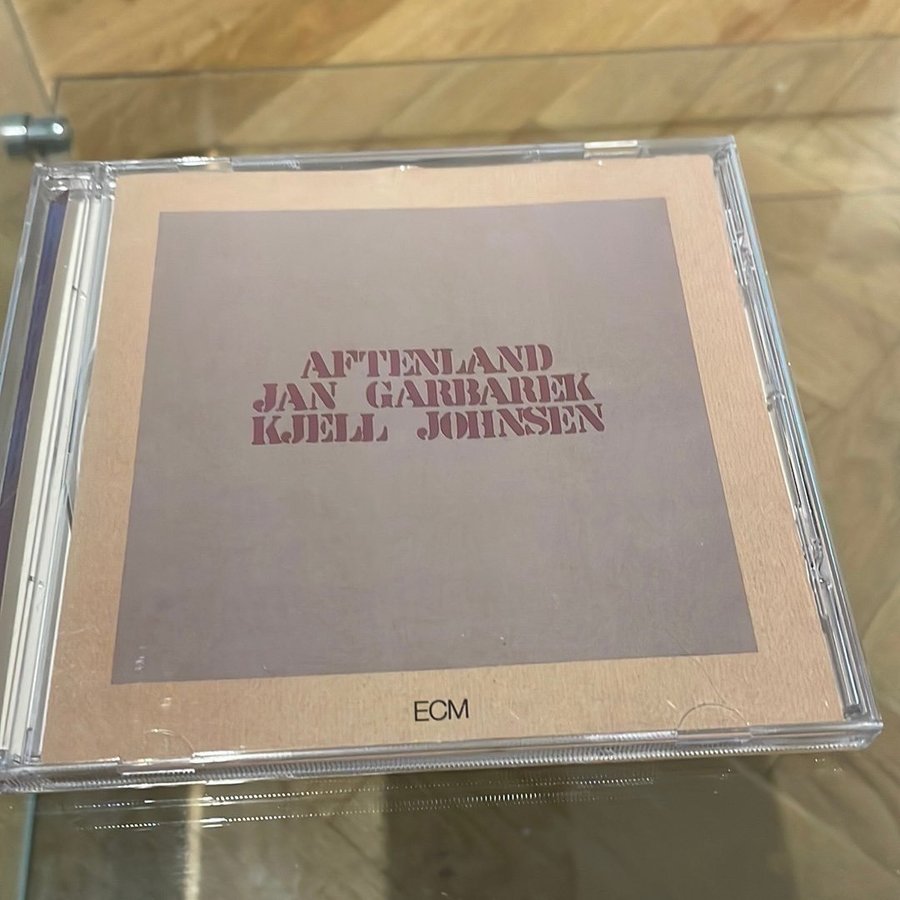 AFTENLAND
JAN GARBAREK
KJELL JOHNSEN
ECM